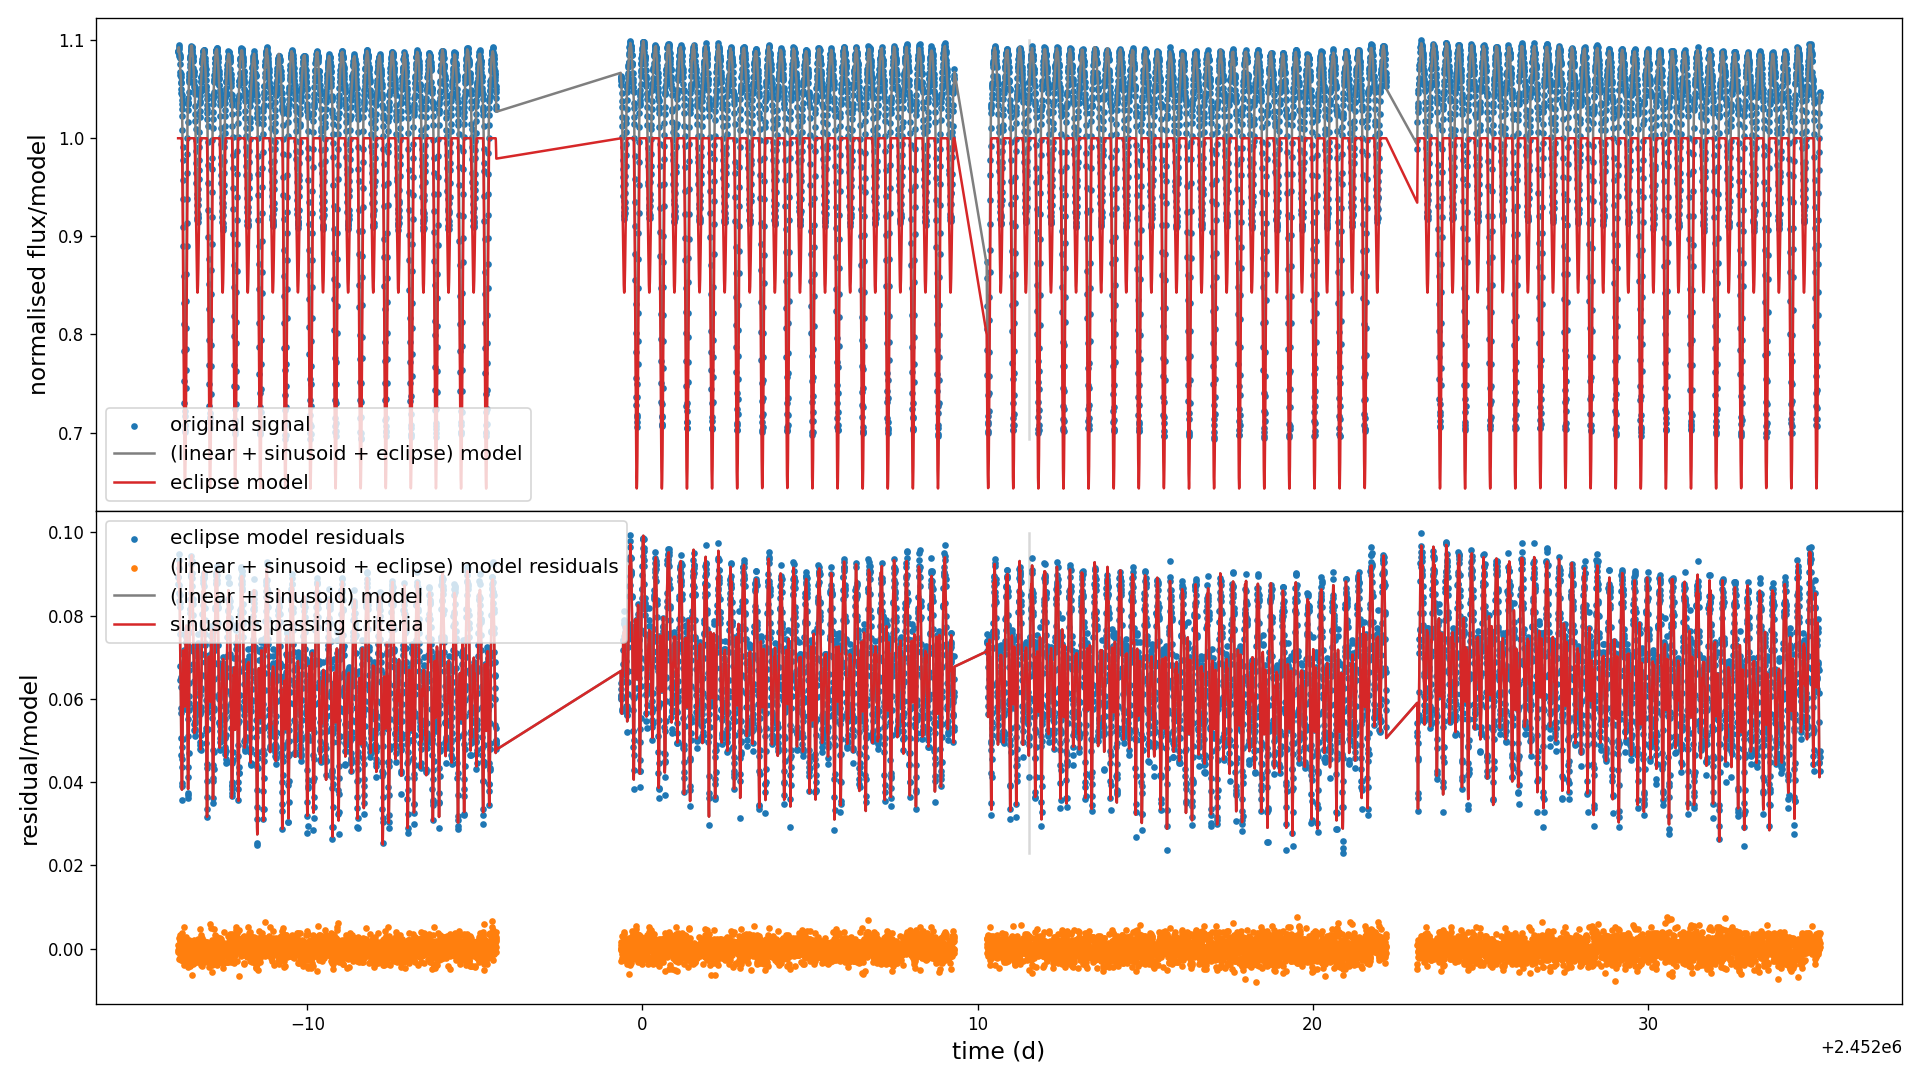 normalised flux/model
1.1
1.0
0.9
0.8
0.7
original signal
(linear + sinusoid + eclipse) model
eclipse model
residual/model
0.10
0.08
0.06
0.04
0.02
0.00
eclipse model residuals
(linear + sinusoid + eclipse) model residuals
(linear + sinusoid) model
sinusoids passing criteria
−10
0
10
20
30
time (d)
+2.452e6